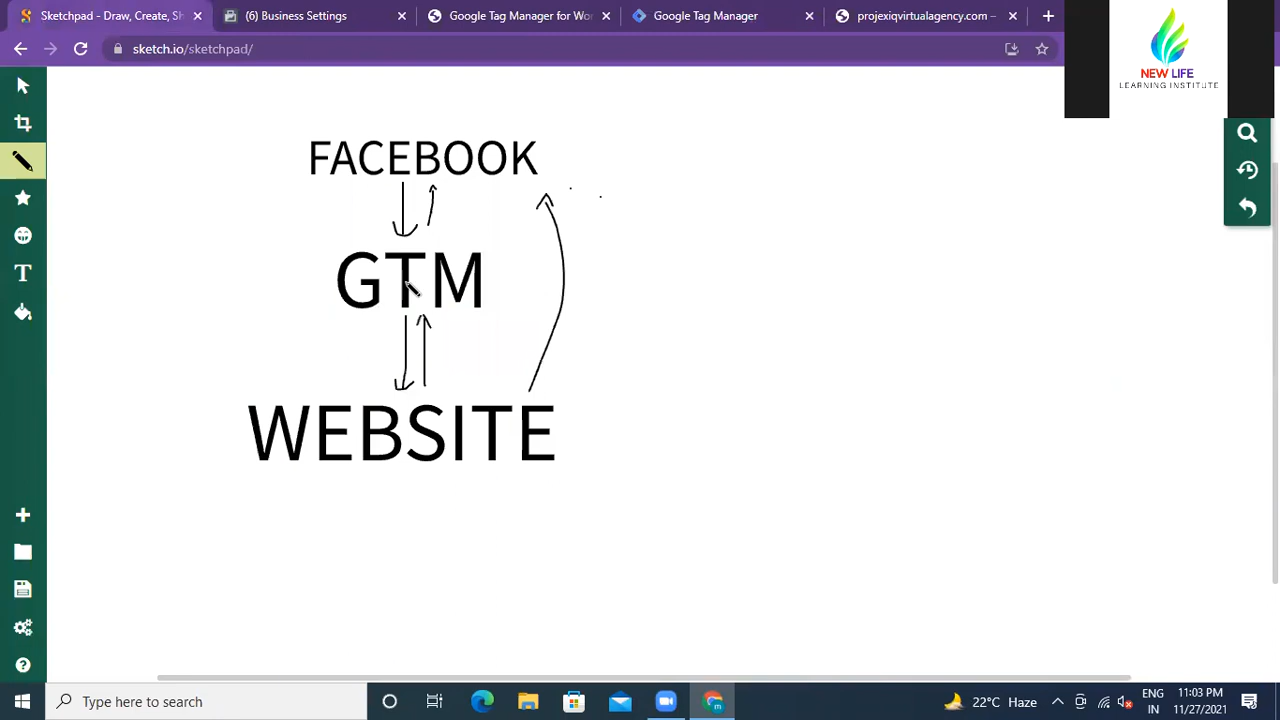 Sketchpad - Draw, Create, Sh
(6) Business Settings
Google Tag Manager for Wo
Google Tag Manager
projexiqvirtualagency.com –
sketch.io/sketchpad/
NEW LIFE
LEARNING INSTITUTE
FACEBOOK
GTM
WEBSITE
T
?
Type here to search
22°C Haze
ENG
IN
11:03 PM
11/27/2021